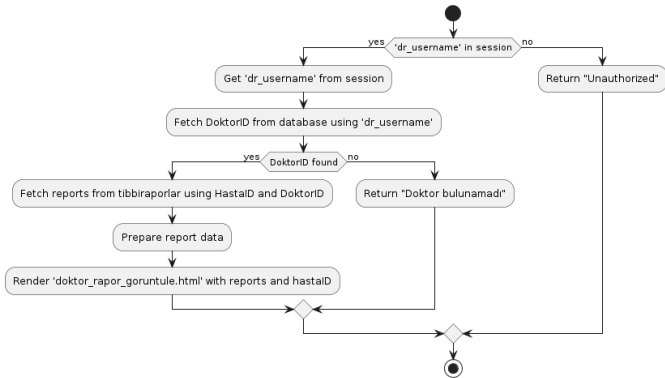 'dr_username' in session
yes
no
Get 'dr_username' from session
Return "Unauthorized"
Fetch DoktorID from database using 'dr_username'
DoktorID found
yes
no
Fetch reports from tibbiraporlar using HastaID and DoktorID
Return "Doktor bulunamadı"
Prepare report data
Render 'doktor_rapor_goruntule.html' with reports and hastaID